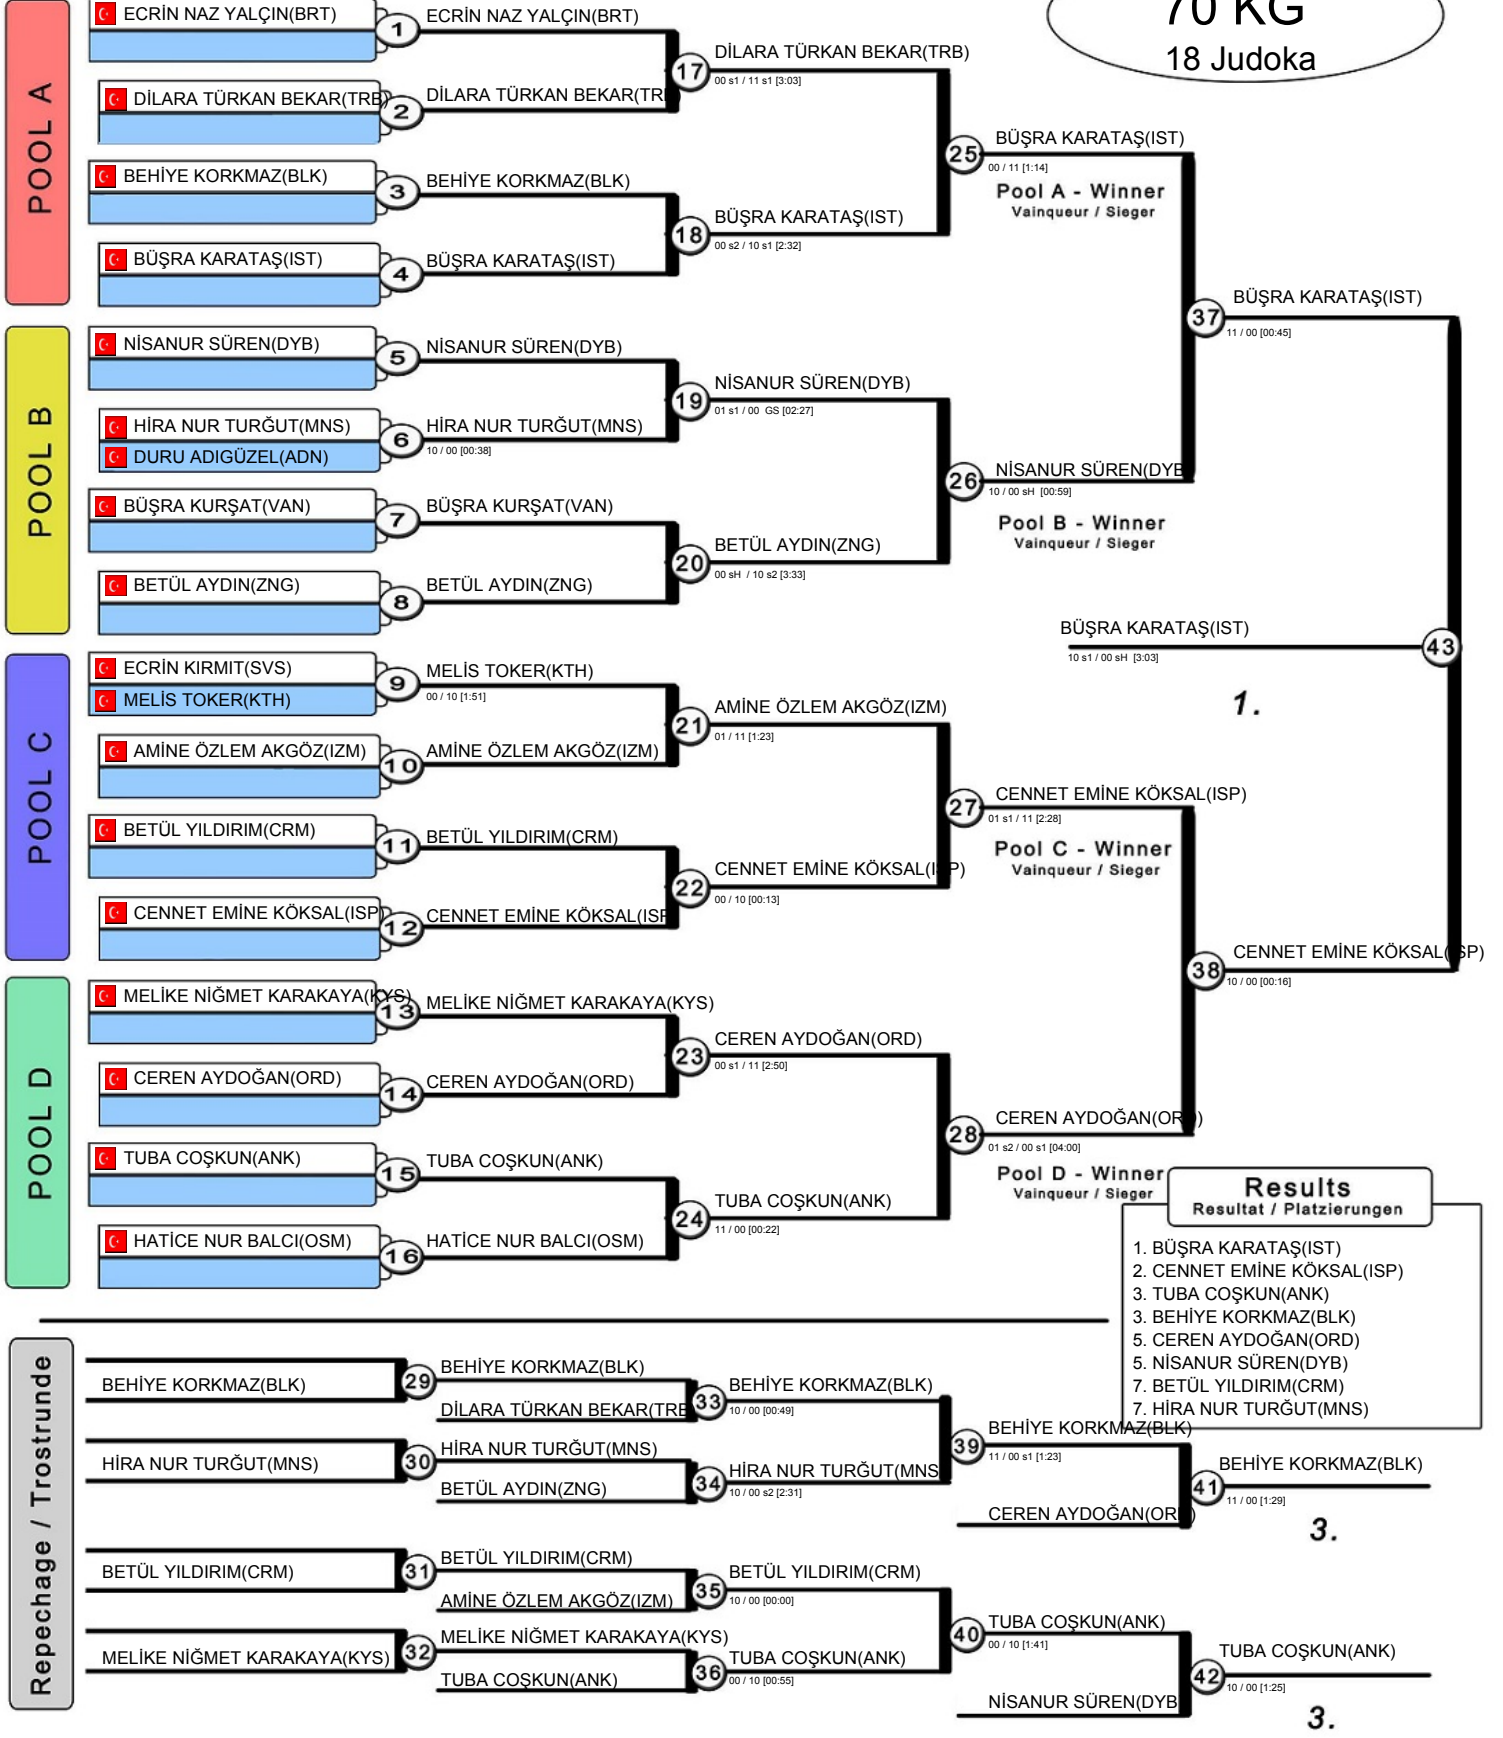 70 KG
18 Judoka
POOL A
ECRİN NAZ YALÇIN(BRT)
1
ECRİN NAZ YALÇIN(BRT)
DİLARA TÜRKAN BEKAR(TRB)
2
DİLARA TÜRKAN BEKAR(TRB
17
DİLARA TÜRKAN BEKAR(TRB)
00 s1 / 11 s1 [3:03]
BEHİYE KORKMAZ(BLK)
3
BEHİYE KORKMAZ(BLK)
BÜŞRA KARATAŞ(IST)
4
BÜŞRA KARATAŞ(IST)
18
BÜŞRA KARATAŞ(IST)
00 s2 / 10 s1 [2:32]
25
BÜŞRA KARATAŞ(IST)
00 / 11 [1:14]
Pool A - Winner
Vainqueur / Sieger
POOL B
NİSANUR SÜREN(DYB)
5
NİSANUR SÜREN(DYB)
HİRA NUR TURĞUT(MNS)
DURU ADIGÜZEL(ADN)
6
HİRA NUR TURĞUT(MNS)
10 / 00 [00:38]
19
NİSANUR SÜREN(DYB)
01 s1 / 00 GS [02:27]
BÜŞRA KURŞAT(VAN)
7
BÜŞRA KURŞAT(VAN)
BETÜL AYDIN(ZNG)
8
BETÜL AYDIN(ZNG)
20
BETÜL AYDIN(ZNG)
00 sH / 10 s2 [3:33]
26
NİSANUR SÜREN(DYB
10 / 00 sH [00:59]
Pool B - Winner
Vainqueur / Sieger
37
BÜŞRA KARATAŞ(IST)
11 / 00 [00:45]
BÜŞRA KARATAŞ(IST)
10 s1 / 00 sH [3:03]
43
1.
POOL C
ECRİN KIRMIT(SVS)
MELİS TOKER(KTH)
9
MELİS TOKER(KTH)
00 / 10 [1:51]
AMİNE ÖZLEM AKGÖZ(IZM)
10
AMİNE ÖZLEM AKGÖZ(IZM)
21
AMİNE ÖZLEM AKGÖZ(IZM)
01 / 11 [1:23]
BETÜL YILDIRIM(CRM)
11
BETÜL YILDIRIM(CRM)
CENNET EMİNE KÖKSAL(ISP)
12
CENNET EMİNE KÖKSAL(ISP
22
CENNET EMİNE KÖKSAL(ISP)
00 / 10 [00:13]
27
CENNET EMİNE KÖKSAL(ISP)
01 s1 / 11 [2:28]
Pool C - Winner
Vainqueur / Sieger
POOL D
MELİKE NİĞMET KARAKAYA(KYS)
13
MELİKE NİĞMET KARAKAYA(KYS)
CEREN AYDOĞAN(ORD)
14
CEREN AYDOĞAN(ORD)
23
CEREN AYDOĞAN(ORD)
00 s1 / 11 [2:50]
TUBA COŞKUN(ANK)
15
TUBA COŞKUN(ANK)
HATİCE NUR BALCI(OSM)
16
HATİCE NUR BALCI(OSM)
24
TUBA COŞKUN(ANK)
11 / 00 [00:22]
28
CEREN AYDOĞAN(ORD)
01 s2 / 00 s1 [04:00]
Pool D - Winner
Vainqueur / Sieger
38
CENNET EMİNE KÖKSAL(ISP)
10 / 00 [00:16]
Results
Resultat / Platzierungen
1. BÜŞRA KARATAŞ(IST)
2. CENNET EMİNE KÖKSAL(ISP)
3. TUBA COŞKUN(ANK)
3. BEHİYE KORKMAZ(BLK)
5. CEREN AYDOĞAN(ORD)
5. NİSANUR SÜREN(DYB)
7. BETÜL YILDIRIM(CRM)
7. HİRA NUR TURĞUT(MNS)
Repechage / Trostrunde
BEHİYE KORKMAZ(BLK)
29
BEHİYE KORKMAZ(BLK)
DİLARA TÜRKAN BEKAR(TRB
33
BEHİYE KORKMAZ(BLK)
10 / 00 [00:49]
HİRA NUR TURĞUT(MNS)
30
HİRA NUR TURĞUT(MNS)
BETÜL AYDIN(ZNG)
34
HİRA NUR TURĞUT(MNS
10 / 00 s2 [2:31]
39
BEHİYE KORKMAZ(BLK)
11 / 00 s1 [1:23]
CEREN AYDOĞAN(ORD)
41
BEHİYE KORKMAZ(BLK)
11 / 00 [1:29]
3.
BETÜL YILDIRIM(CRM)
31
BETÜL YILDIRIM(CRM)
AMİNE ÖZLEM AKGÖZ(IZM)
35
BETÜL YILDIRIM(CRM)
10 / 00 [00:00]
MELİKE NİĞMET KARAKAYA(KYS)
32
MELİKE NİĞMET KARAKAYA(KYS)
TUBA COŞKUN(ANK)
36
TUBA COŞKUN(ANK)
00 / 10 [00:55]
40
TUBA COŞKUN(ANK)
00 / 10 [1:41]
NİSANUR SÜREN(DYB
42
TUBA COŞKUN(ANK)
10 / 00 [1:25]
3.